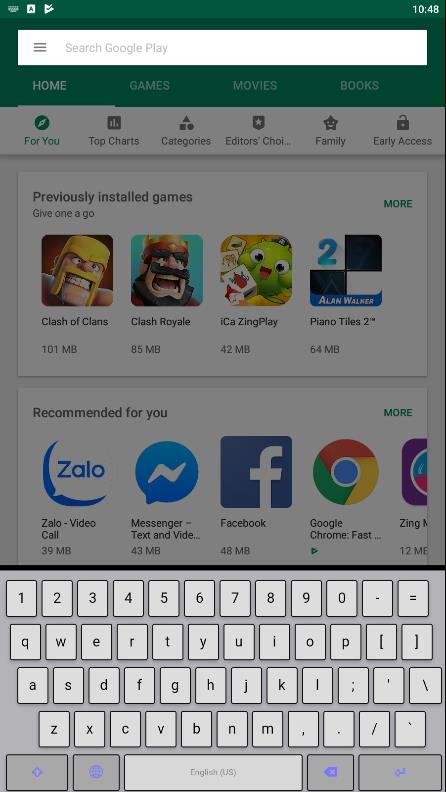 10:48
Search Google Play
HOME GAMES MOVIES BOOKS
For You Top Charts Categories Editors' Choi... Family Early Access
Previously installed games
Give one a go
MORE
2
ALAN WALKER
Clash of Clans Clash Royale iCa ZingPlay Piano Tiles 2™
101 MB 85 MB 42 MB 64 MB
Recommended for you
MORE
Zalo
Zalo - Video Call
Messenger – Text and Vide...
Facebook
Google Chrome: Fast ...
Zing M
39 MB 43 MB 48 MB 12 ME
1 2 3 4 5 6 7 8 9 0 - =
q w e r t y u i o p [ ]
a s d f g h j k l ; ' \
z x c v b n m , . / `
English (US)